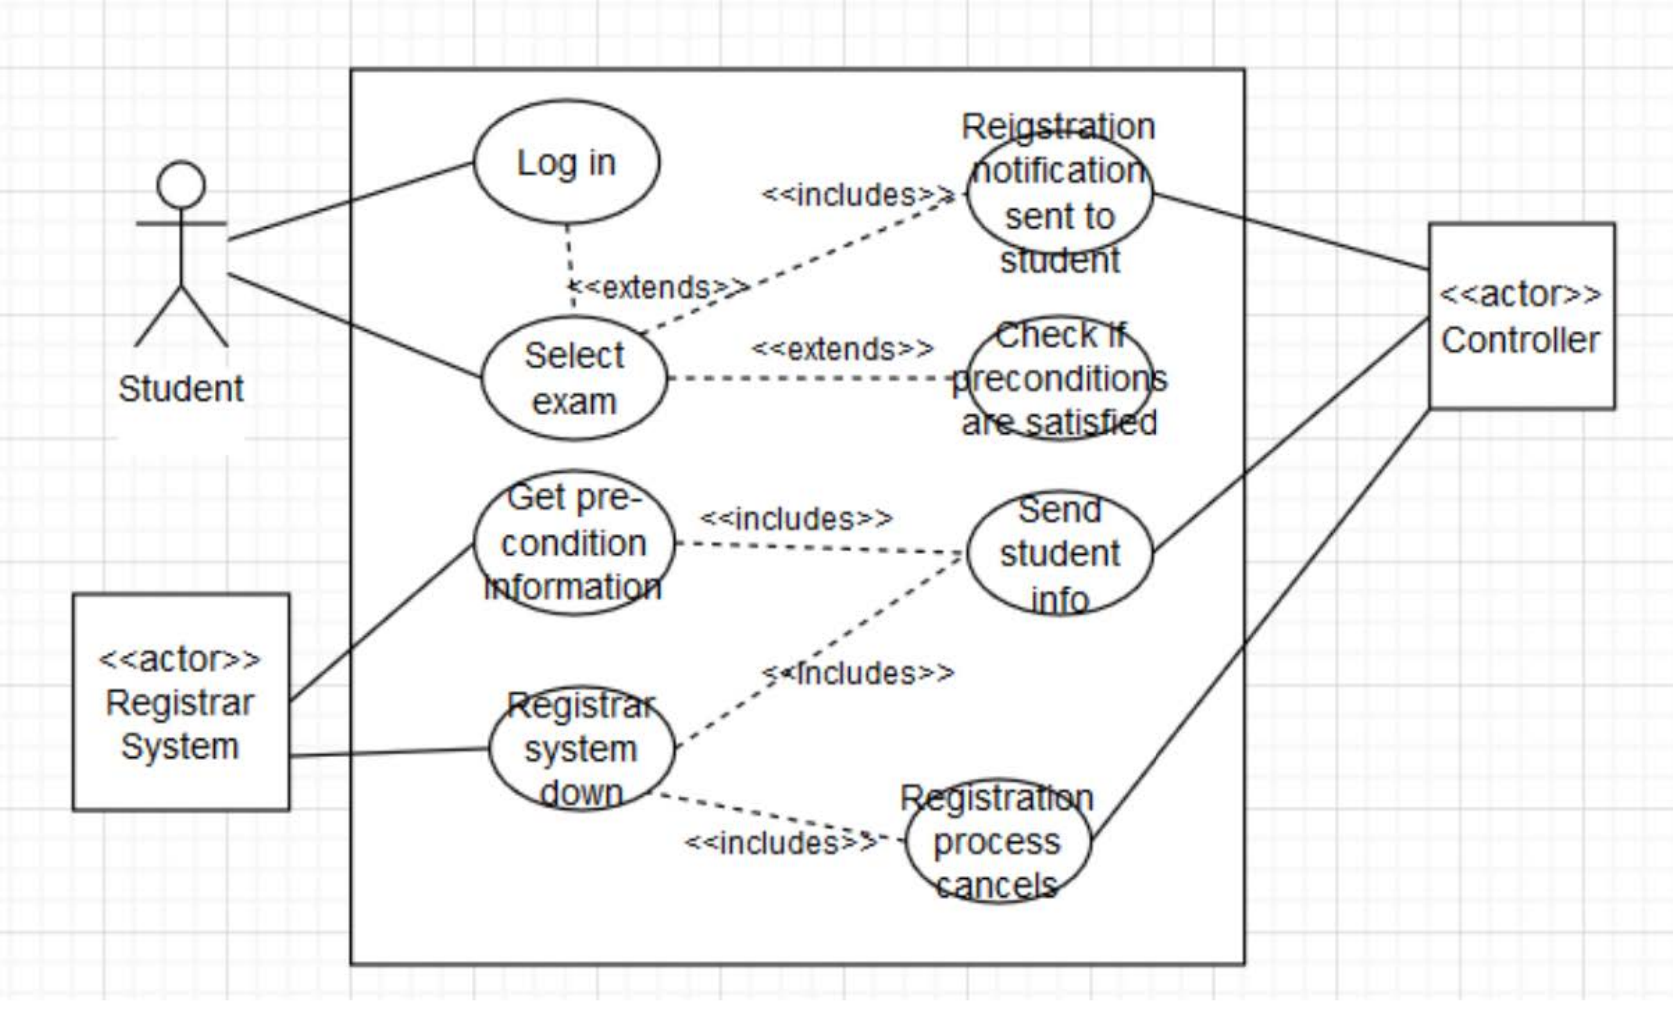 Log in
Reigstration
notification
sent to
student
<<includes>>
<<extends>>
Student
Select
exam
<<extends>>
Check if
preconditions
are satisfied
<<actor>>
Controller
Get pre-
condition
information
<<includes>>
Send
student
info
<<actor>>
Registrar
System
<<includes>>
Registrar
system
down
<<includes>>
Registration
process
cancels